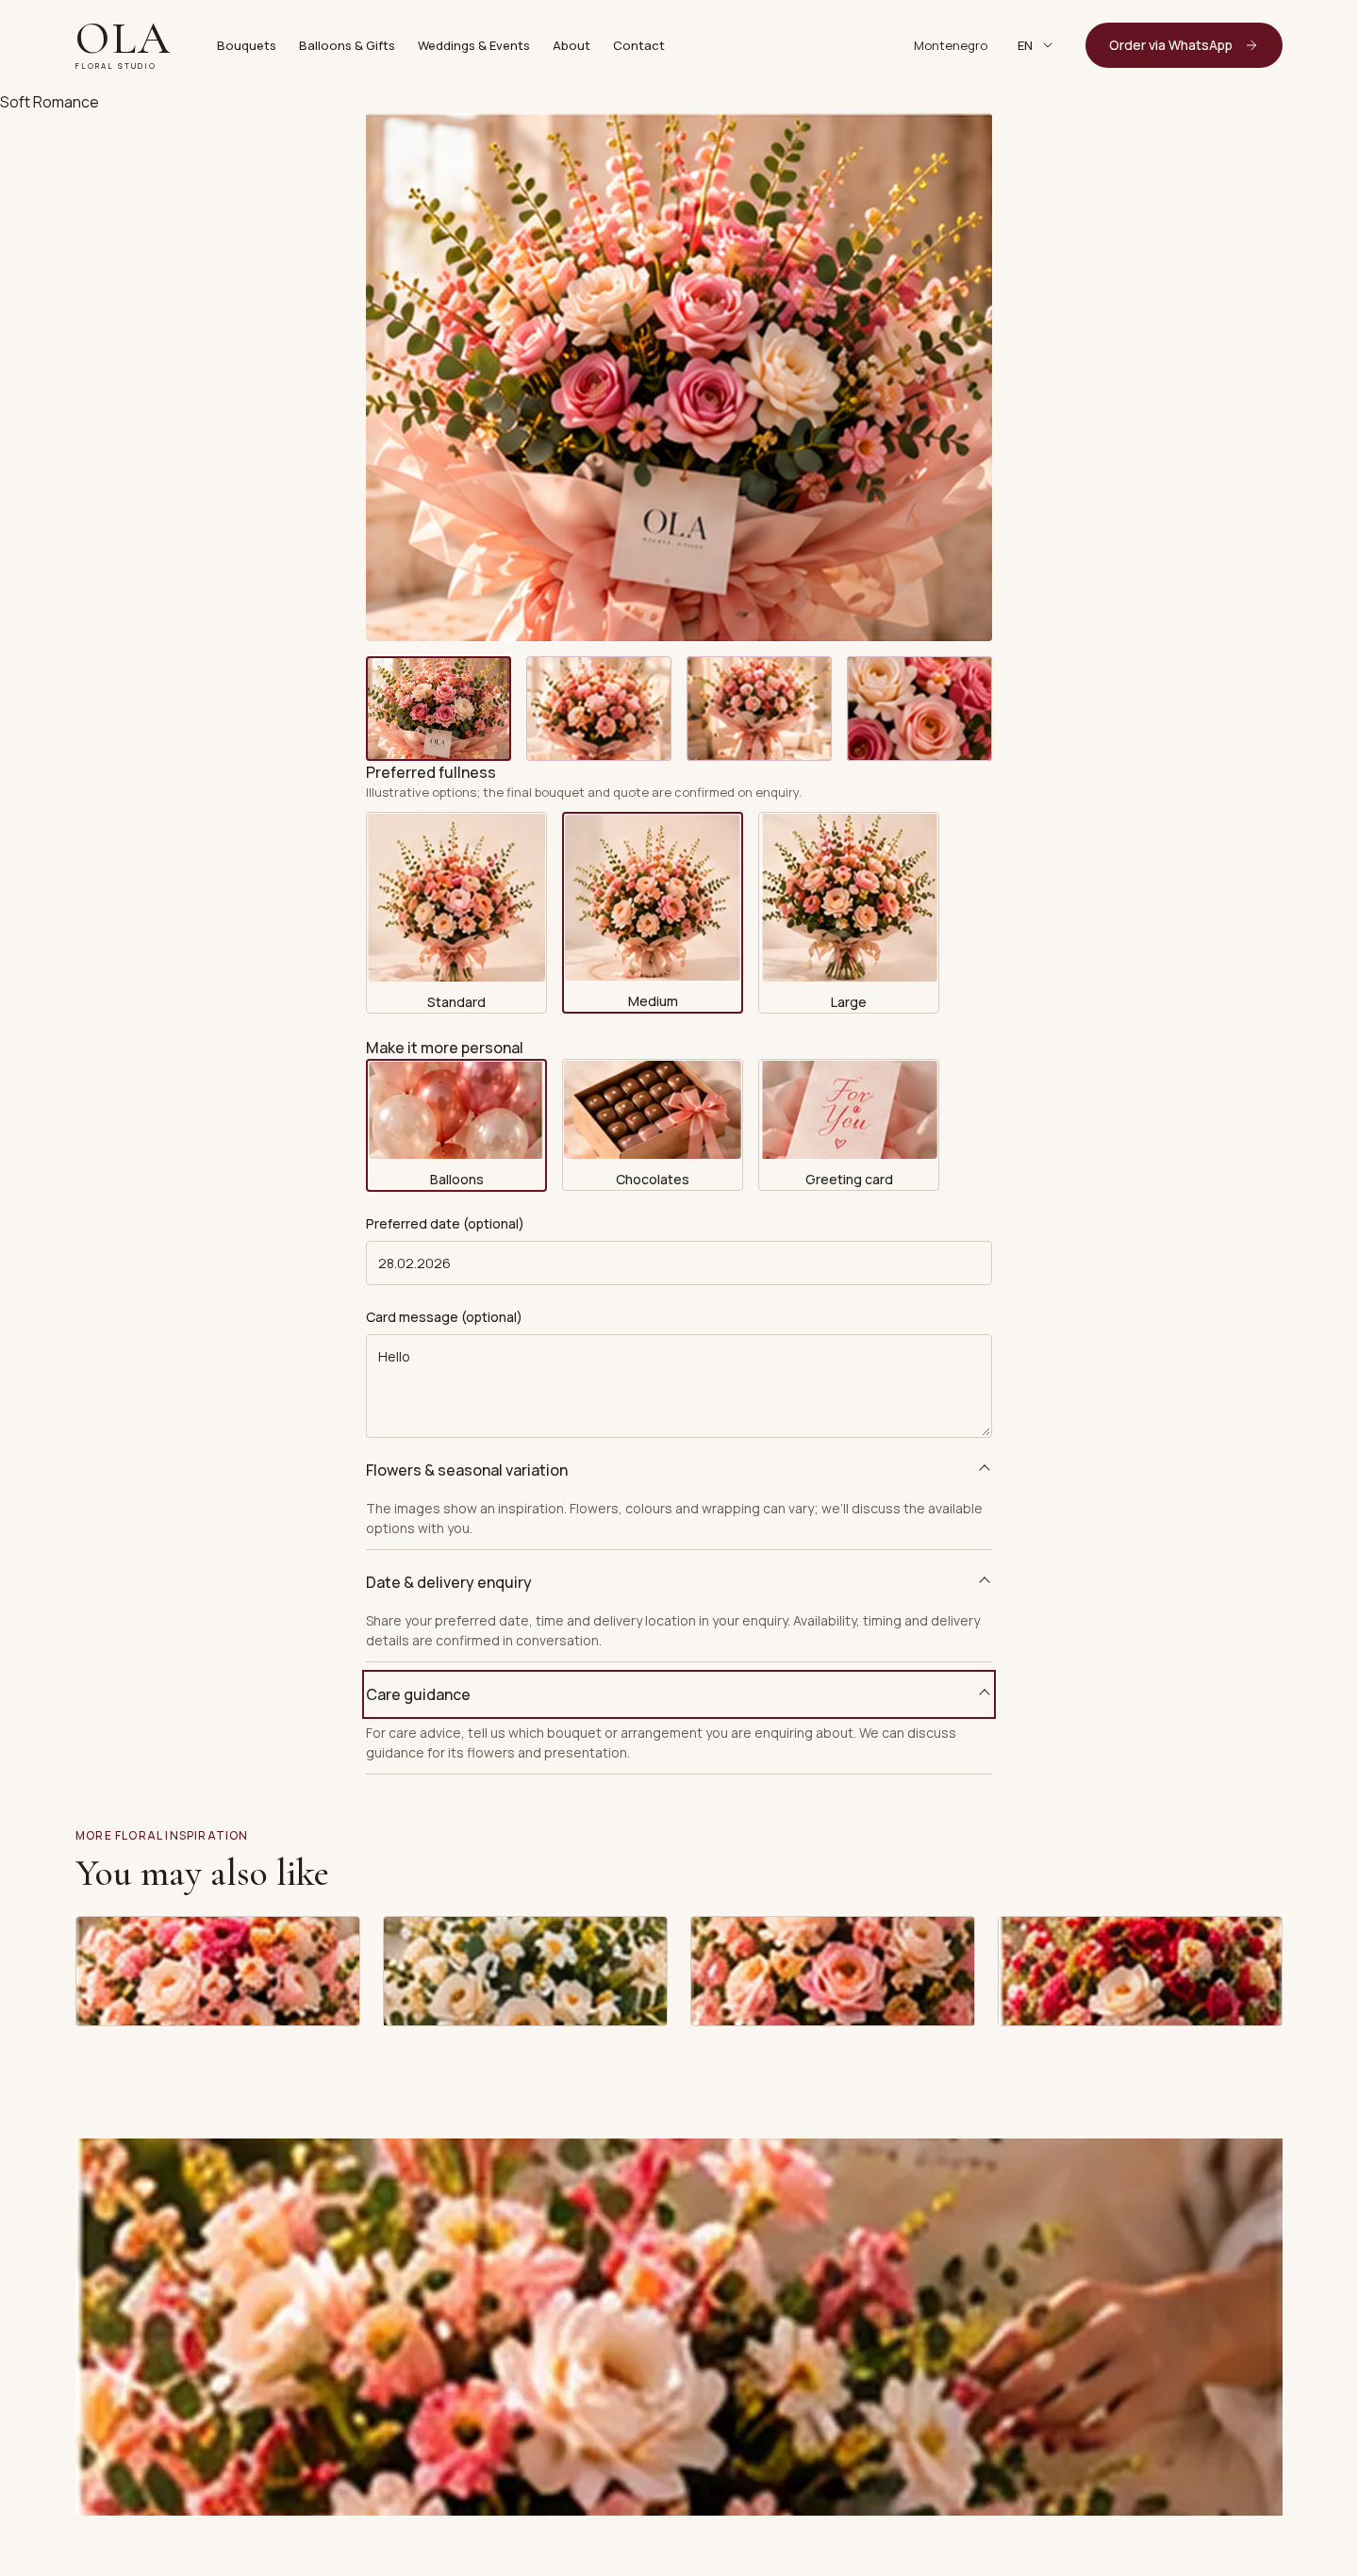 OLA
FLORAL STUDIO
Bouquets
Balloons & Gifts
Weddings & Events
About
Contact
Montenegro
EN
Order via WhatsApp
Soft Romance
OLA
OLA
Preferred fullness
Illustrative options; the final bouquet and quote are confirmed on enquiry.
Standard
Medium
Large
Make it more personal
For
You
Balloons
Chocolates
Greeting card
Preferred date (optional)
28.02.2026
Card message (optional)
Hello
Flowers & seasonal variation
The images show an inspiration. Flowers, colours and wrapping can vary; we'll discuss the available
options with you.
Date & delivery enquiry
Share your preferred date, time and delivery location in your enquiry. Availability, timing and delivery
details are confirmed in conversation.
Care guidance
For care advice, tell us which bouquet or arrangement you are enquiring about. We can discuss
guidance for its flowers and presentation.
MORE FLORAL INSPIRATION
You may also like